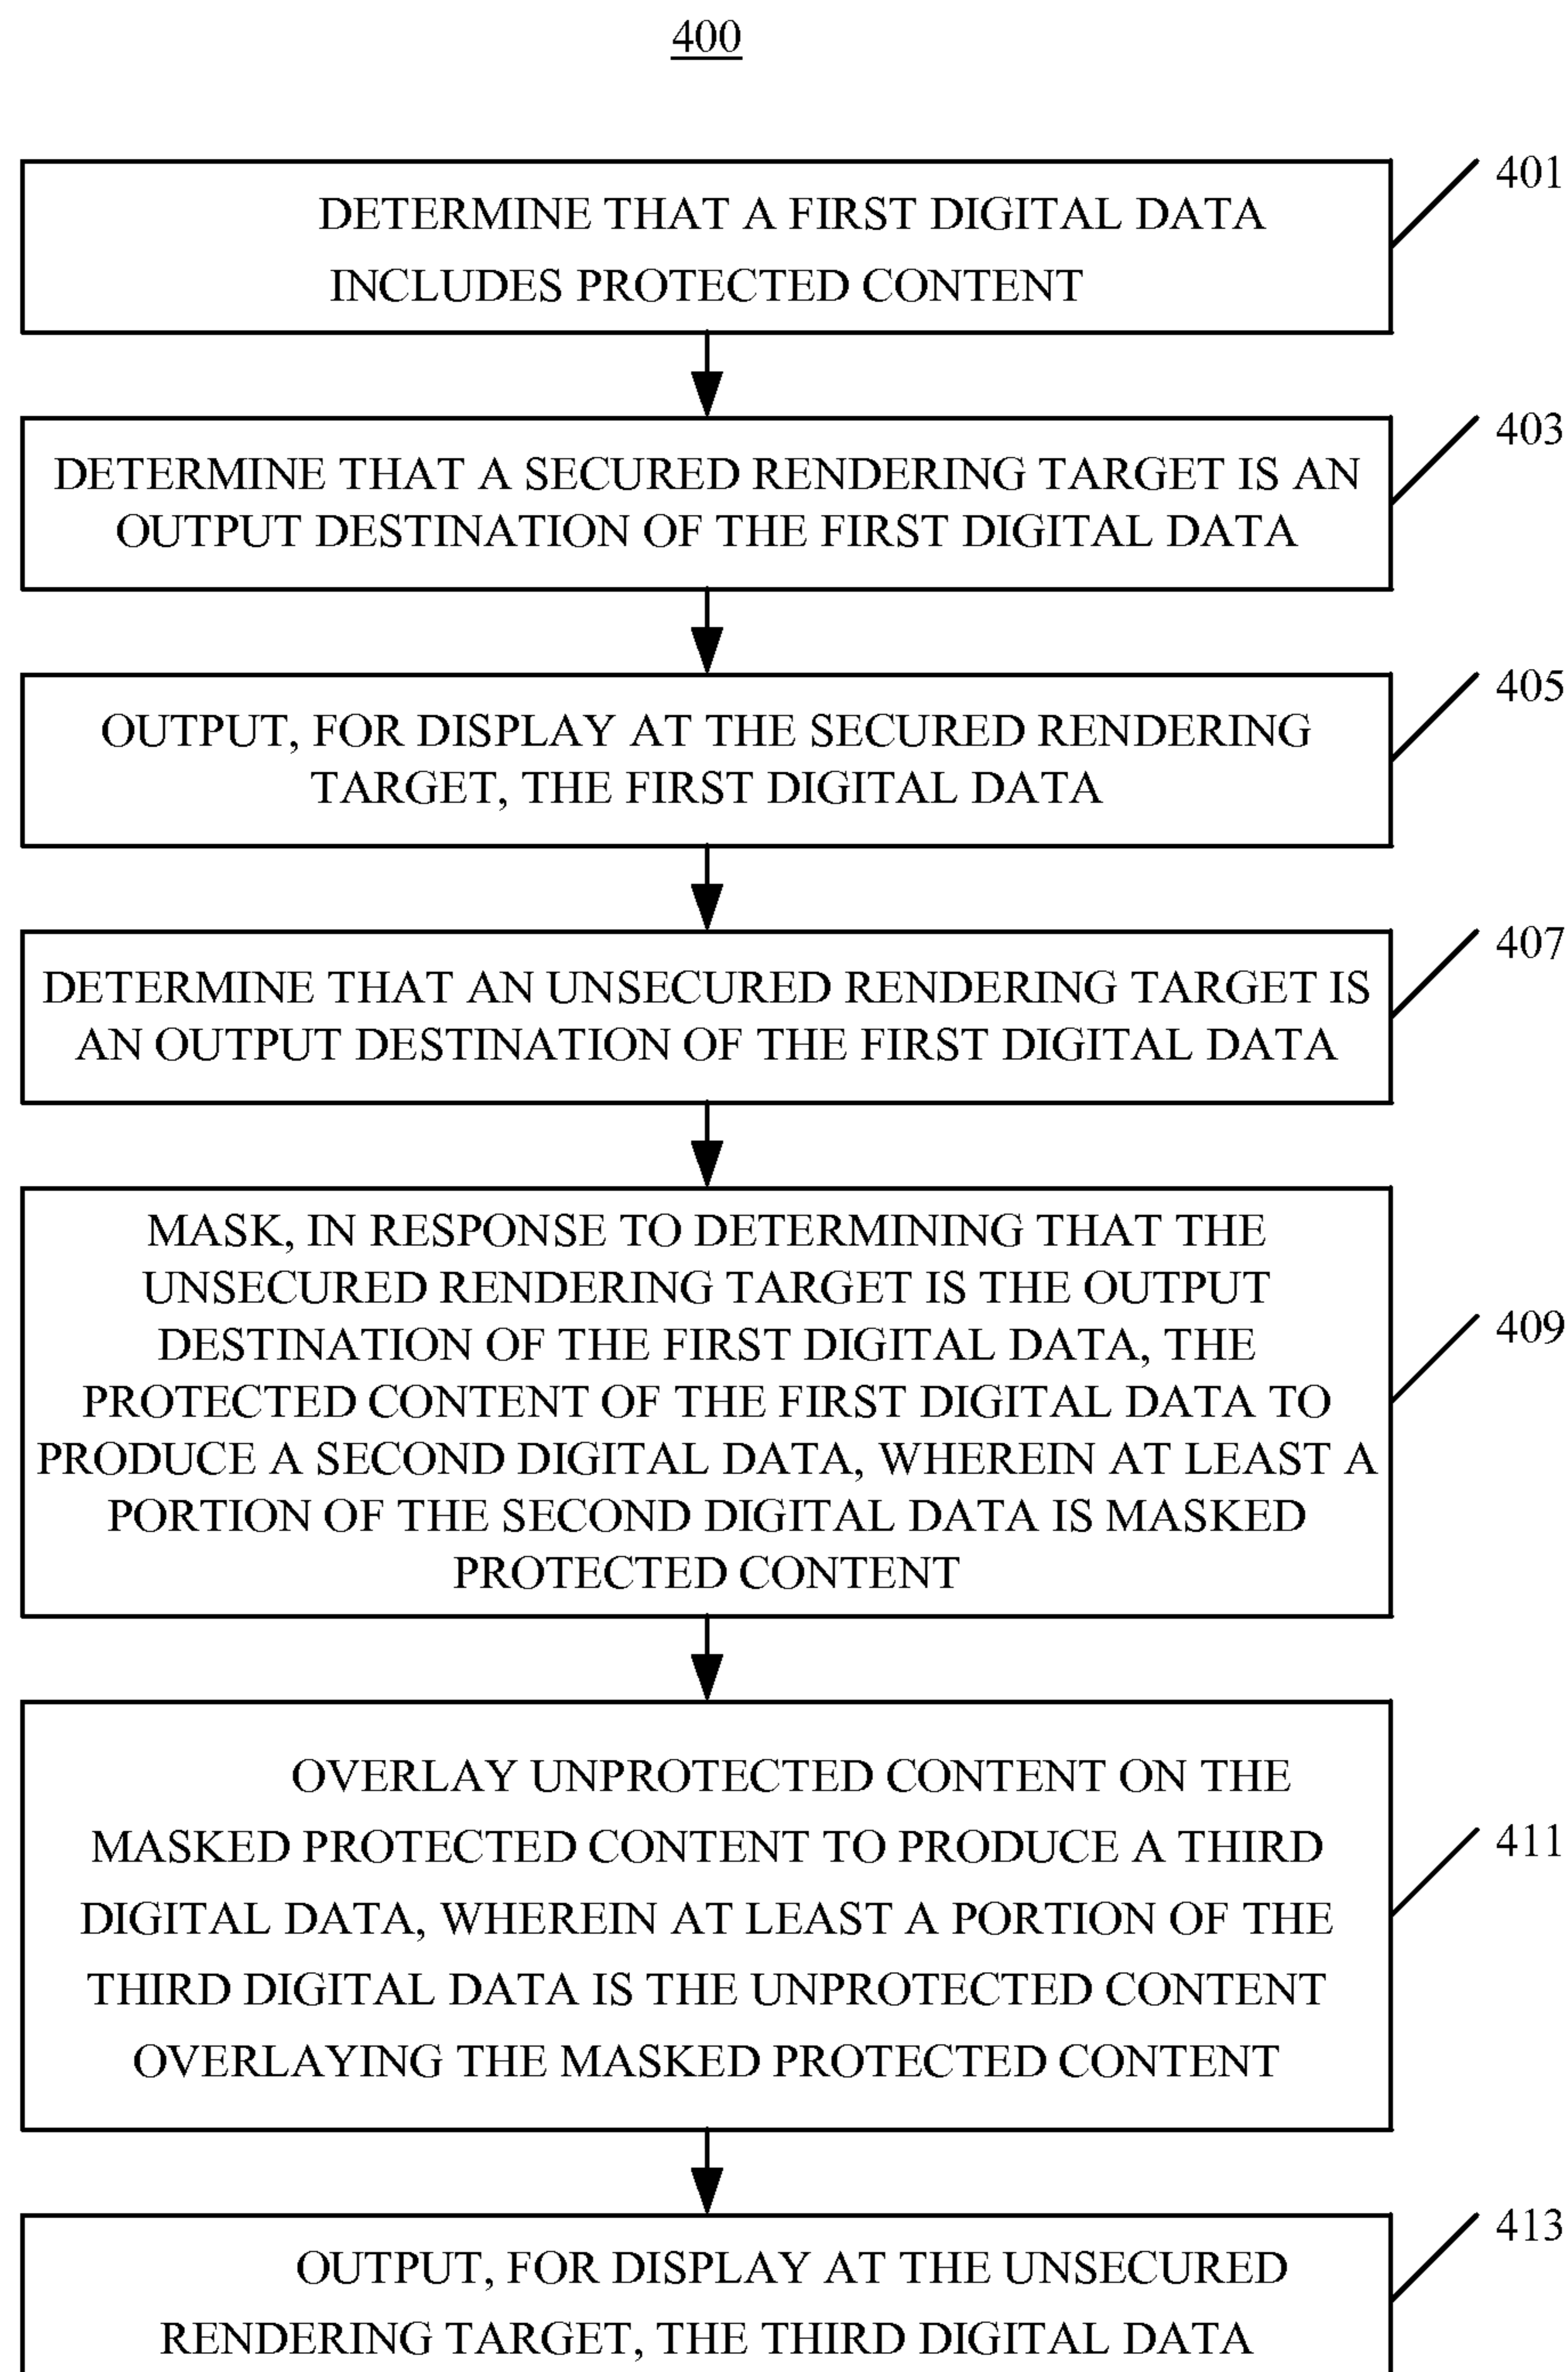 400
401
DETERMINE THAT A FIRST DIGITAL DATA
INCLUDES PROTECTED CONTENT
403
DETERMINE THAT A SECURED RENDERING TARGET IS AN
OUTPUT DESTINATION OF THE FIRST DIGITAL DATA
405
OUTPUT, FOR DISPLAY AT THE SECURED RENDERING
TARGET, THE FIRST DIGITAL DATA
407
DETERMINE THAT AN UNSECURED RENDERING TARGET IS
AN OUTPUT DESTINATION OF THE FIRST DIGITAL DATA
409
MASK, IN RESPONSE TO DETERMINING THAT THE
UNSECURED RENDERING TARGET IS THE OUTPUT
DESTINATION OF THE FIRST DIGITAL DATA, THE
PROTECTED CONTENT OF THE FIRST DIGITAL DATA TO
PRODUCE A SECOND DIGITAL DATA, WHEREIN AT LEAST A
PORTION OF THE SECOND DIGITAL DATA IS MASKED
PROTECTED CONTENT
411
OVERLAY UNPROTECTED CONTENT ON THE
MASKED PROTECTED CONTENT TO PRODUCE A THIRD
DIGITAL DATA, WHEREIN AT LEAST A PORTION OF THE
THIRD DIGITAL DATA IS THE UNPROTECTED CONTENT
OVERLAYING THE MASKED PROTECTED CONTENT
413
OUTPUT, FOR DISPLAY AT THE UNSECURED
RENDERING TARGET, THE THIRD DIGITAL DATA